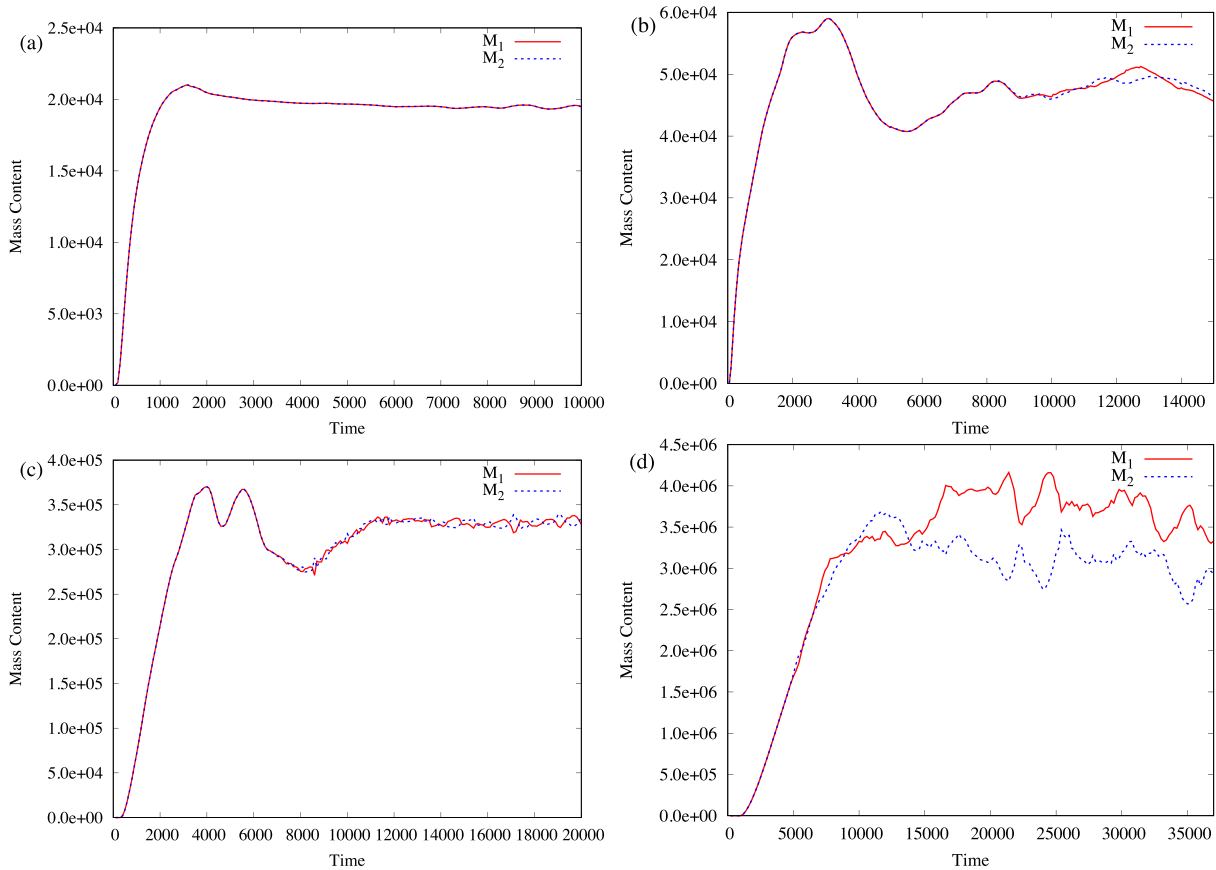 (a)
2.5e+04
2.0e+04
1.5e+04
1.0e+04
5.0e+03
0.0e+00
Mass Content
M1
M2
0 1000 2000 3000 4000 5000 6000 7000 8000 9000 10000
Time
(b)
6.0e+04
5.0e+04
4.0e+04
3.0e+04
2.0e+04
1.0e+04
0.0e+00
Mass Content
M1
M2
0 2000 4000 6000 8000 10000 12000 14000
Time
(c)
4.0e+05
3.5e+05
3.0e+05
2.5e+05
2.0e+05
1.5e+05
1.0e+05
5.0e+04
0.0e+00
Mass Content
M1
M2
0 2000 4000 6000 8000 10000 12000 14000 16000 18000 20000
Time
(d)
4.5e+06
4.0e+06
3.5e+06
3.0e+06
2.5e+06
2.0e+06
1.5e+06
1.0e+06
5.0e+05
0.0e+00
Mass Content
M1
M2
0 5000 10000 15000 20000 25000 30000 35000
Time